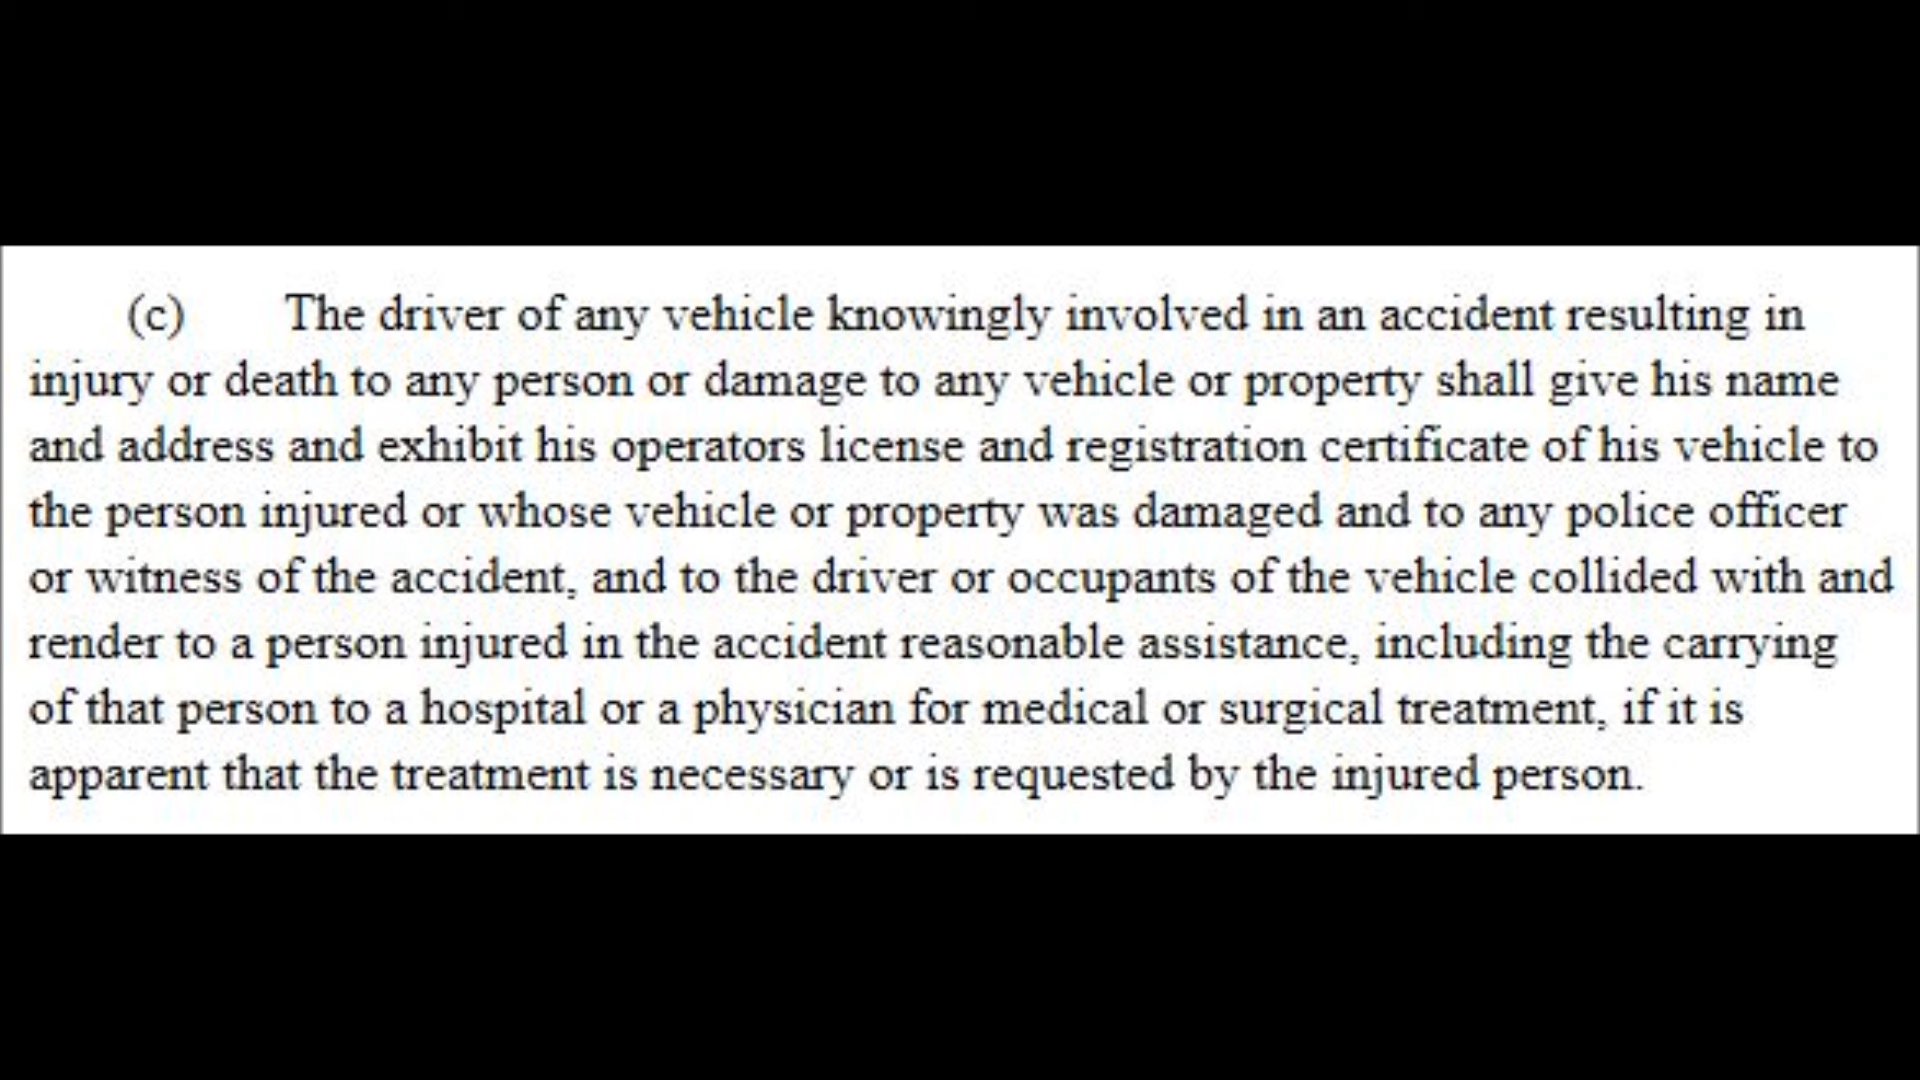 (c) The driver of any vehicle knowingly involved in an accident resulting in
injury or death to any person or damage to any vehicle or property shall give his name
and address and exhibit his operators license and registration certificate of his vehicle to
the person injured or whose vehicle or property was damaged and to any police officer
or witness of the accident, and to the driver or occupants of the vehicle collided with and
render to a person injured in the accident reasonable assistance, including the carrying
of that person to a hospital or a physician for medical or surgical treatment, if it is
apparent that the treatment is necessary or is requested by the injured person.